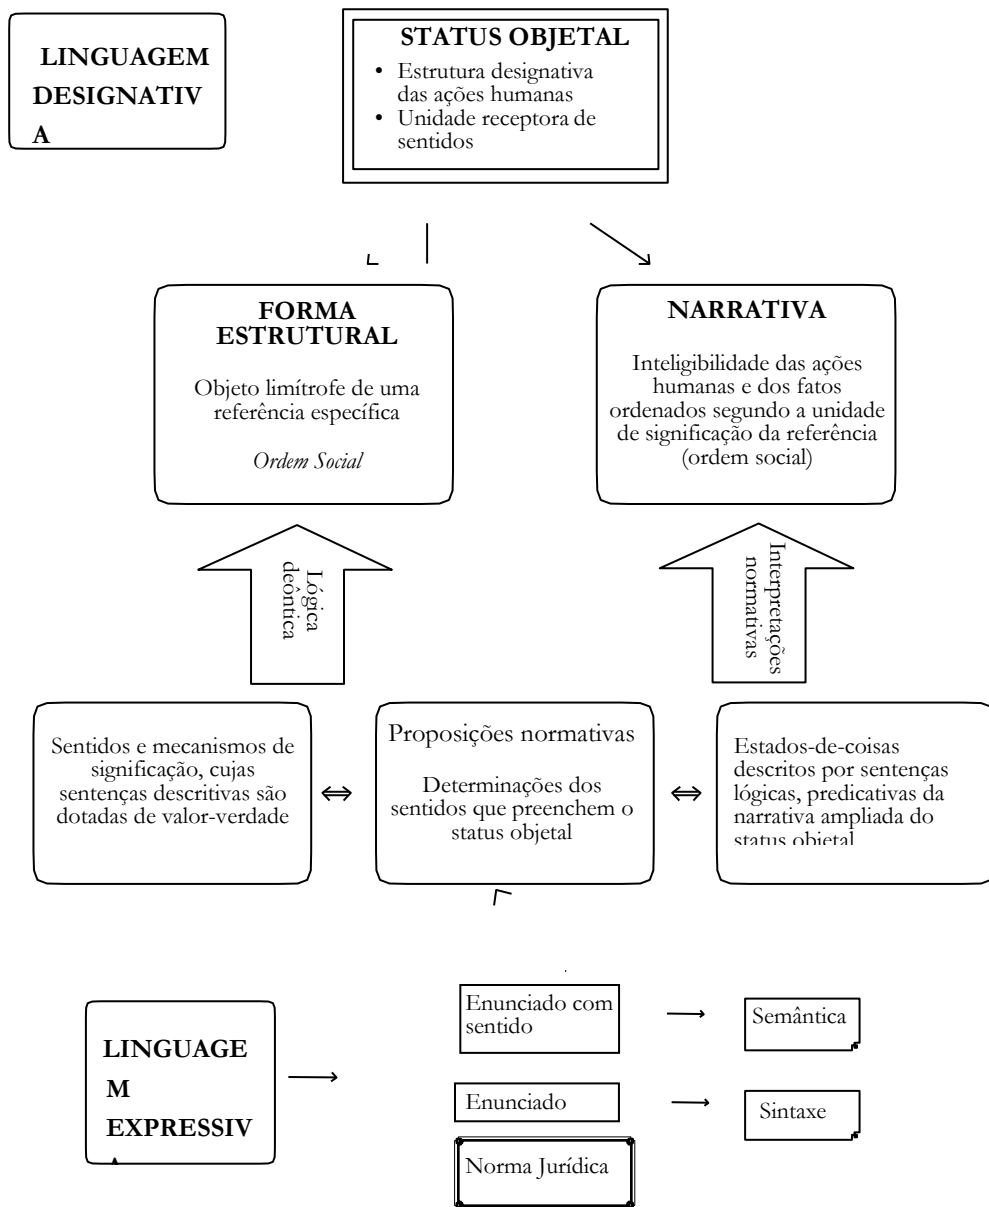 LINGUAGEM
DESIGNATIV
A
STATUS OBJETAL
• Estrutura designativa
das ações humanas
• Unidade receptora de
sentidos
FORMA
ESTRUTURAL
Objeto limítrofe de uma
referência específica
Ordem Social
NARRATIVA
Inteligibilidade das ações
humanas e dos fatos
ordenados segundo a unidade
de significação da referência
(ordem social)
Lógica
deôntica
Interpretações
normativas
Sentidos e mecanismos de
significação, cujas
sentenças descritivas são
dotadas de valor-verdade
Proposições normativas
Determinações dos
sentidos que preenchem o
status objetal
Estados-de-coisas
descritos por sentenças
lógicas, predicativas da
narrativa ampliada do
status objetal
LINGUAGE
M
EXPRESSIV
A
Enunciado com
sentido
Semântica
Enunciado
Sintaxe
Norma Jurídica